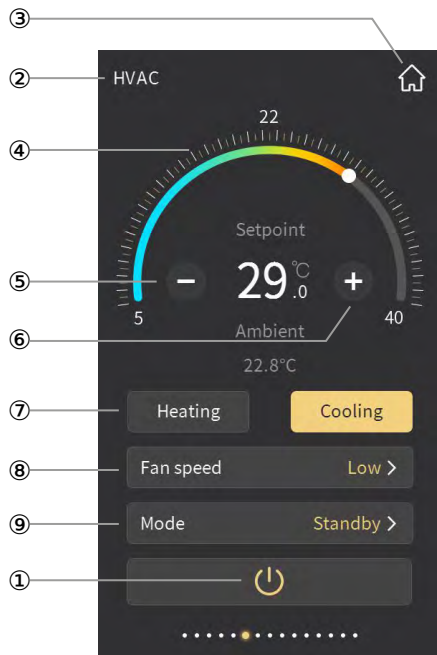 ③
② HVAC
22
④
Setpoint
⑤ − 29.0 °C +
5 40
⑥ Ambient
22.8°C
⑦ Heating Cooling
⑧ Fan speed Low >
⑨ Mode Standby >
①